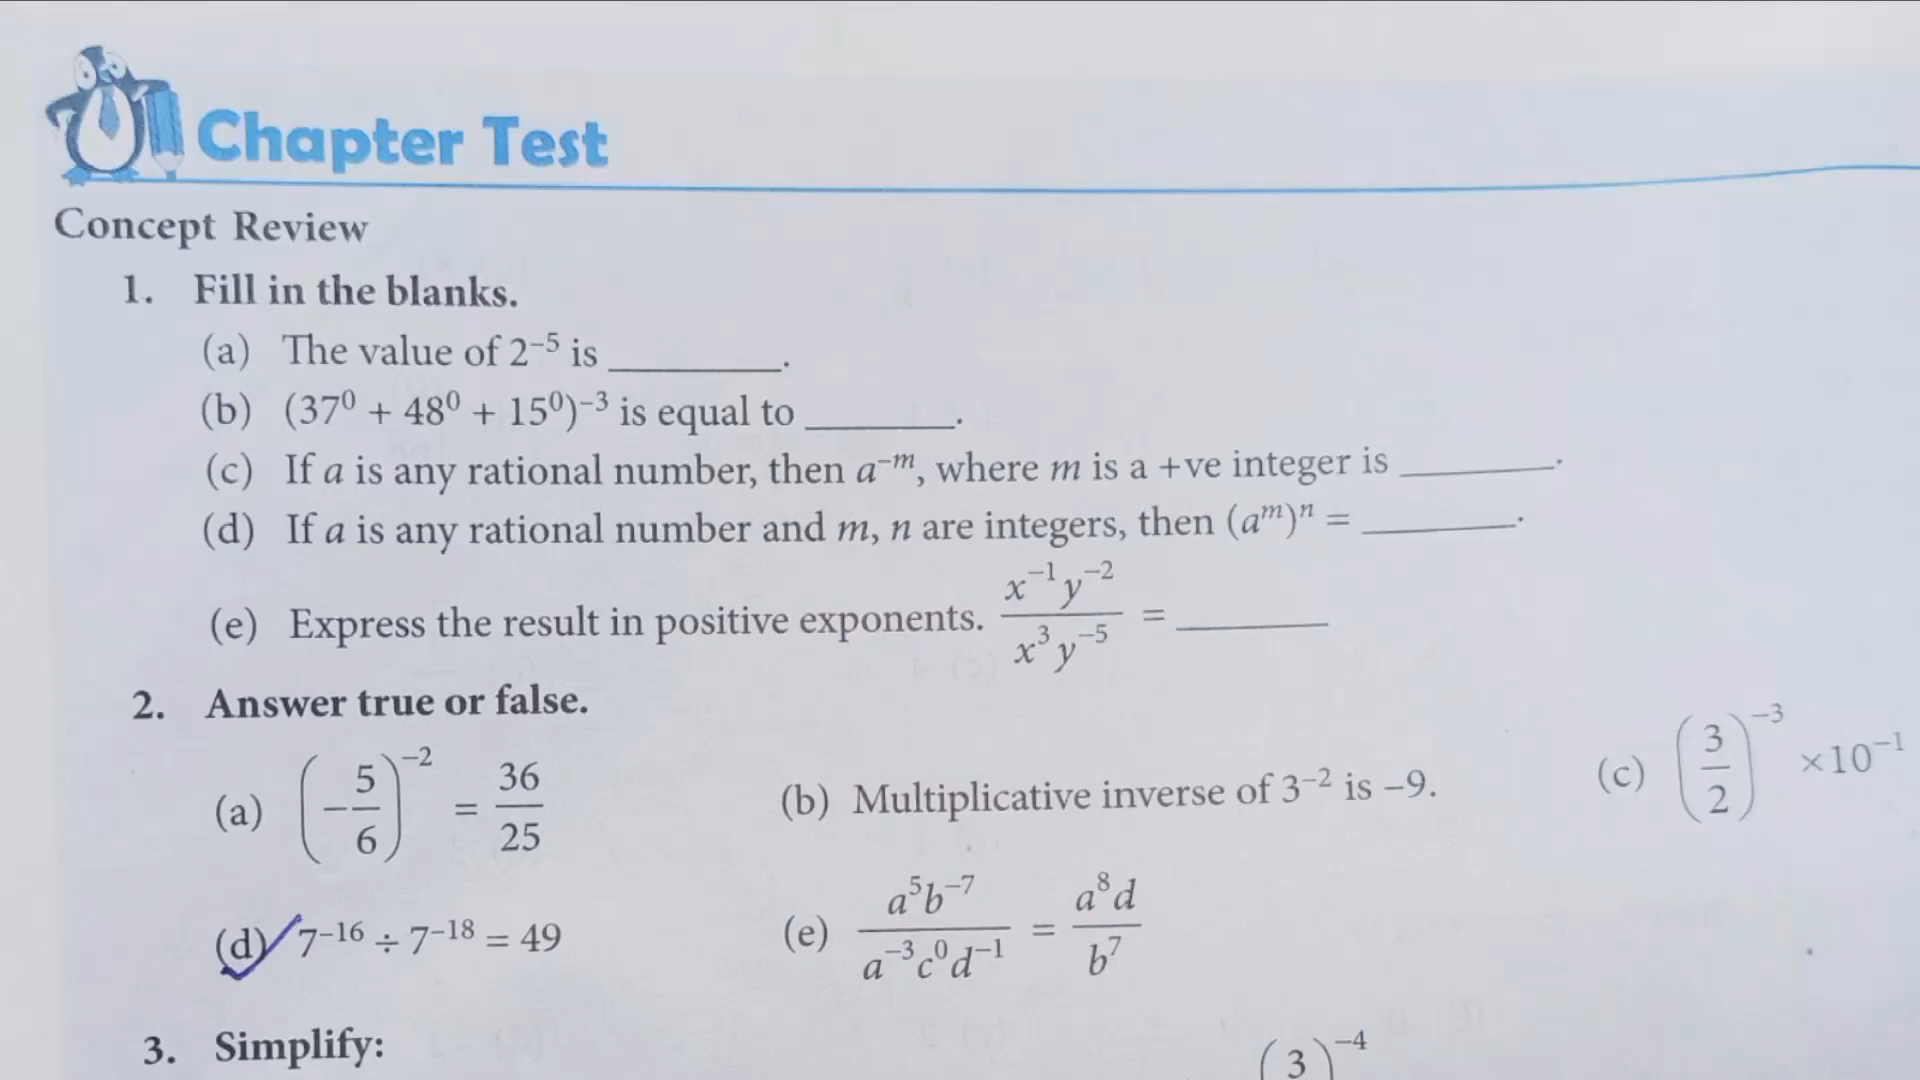 Chapter Test
Concept Review
1. Fill in the blanks.
(a) The value of 2⁻⁵ is ________.
(b) (37⁰ + 48⁰ + 15⁰)⁻³ is equal to ________.
(c) If a is any rational number, then a⁻ᵐ, where m is a +ve integer is ________.
(d) If a is any rational number and m, n are integers, then (aᵐ)ⁿ = ________.
(e) Express the result in positive exponents. x⁻¹y⁻² / x³y⁻⁵ = ________
2. Answer true or false.
(a) (−5/6)⁻² = 36/25 (b) Multiplicative inverse of 3⁻² is −9. (c) (3/2)⁻³ ×10⁻¹
(d) 7⁻¹⁶ ÷ 7⁻¹⁸ = 49 (e) a⁵b⁻⁷ / a⁻³c⁰d⁻¹ = a⁸d / b⁷
3. Simplify:
(3)⁻⁴